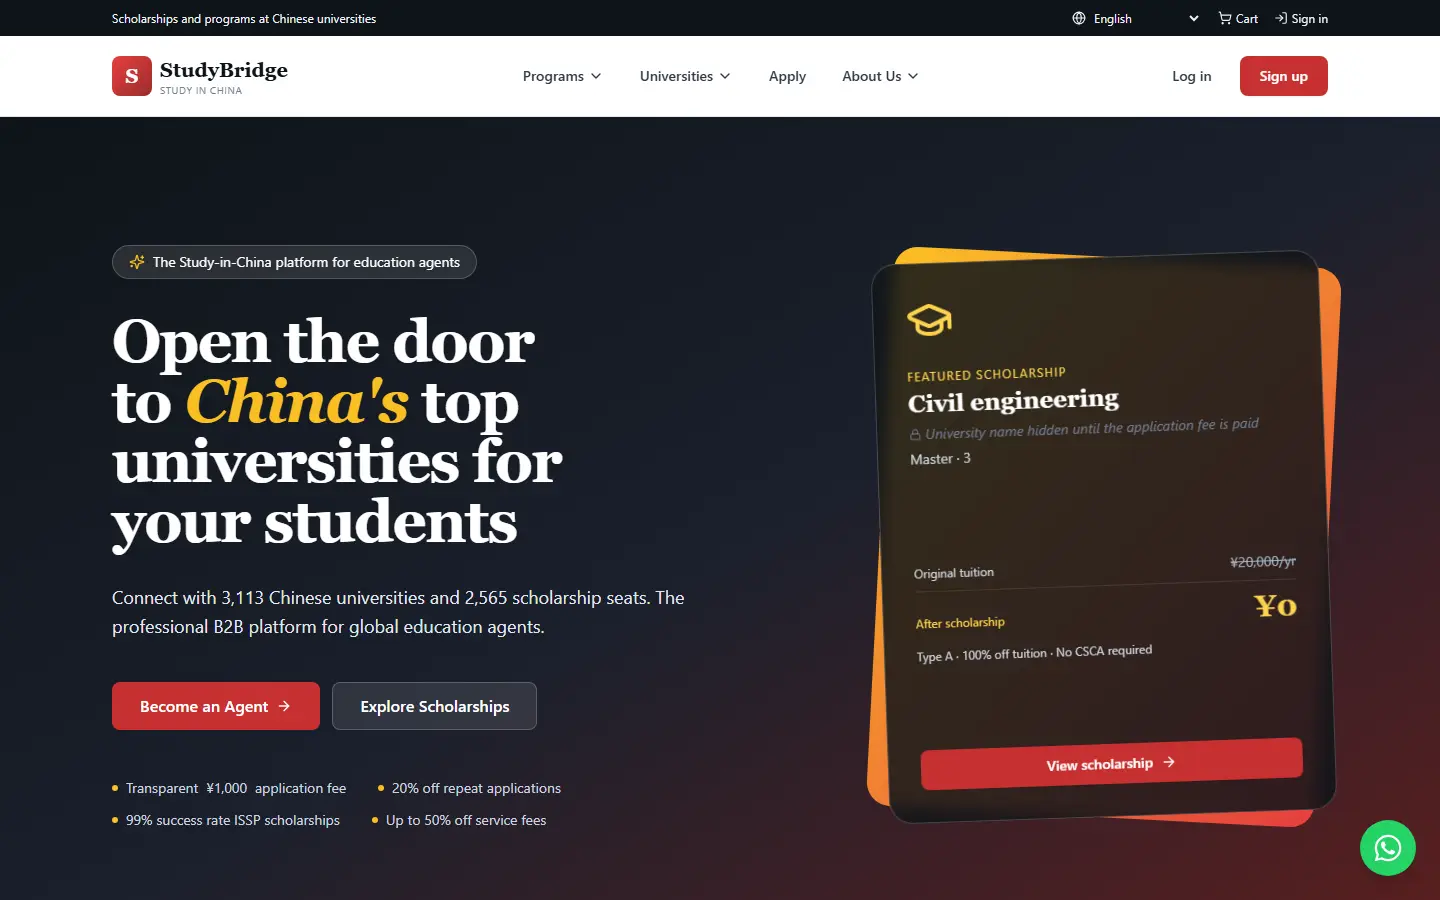 Scholarships and programs at Chinese universities
English
Cart
Sign in
S
StudyBridge
STUDY IN CHINA
Programs
Universities
Apply
About Us
Log in
Sign up
The Study-in-China platform for education agents
Open the door
to China's top
universities for
your students
Connect with 3,113 Chinese universities and 2,565 scholarship seats. The
professional B2B platform for global education agents.
Become an Agent →
Explore Scholarships
Transparent ¥1,000 application fee
20% off repeat applications
99% success rate ISSP scholarships
Up to 50% off service fees
FEATURED SCHOLARSHIP
Civil engineering
University name hidden until the application fee is paid
Master · 3
Original tuition
¥20,000/yr
After scholarship
¥0
Type A · 100% off tuition · No CSCA required
View scholarship →